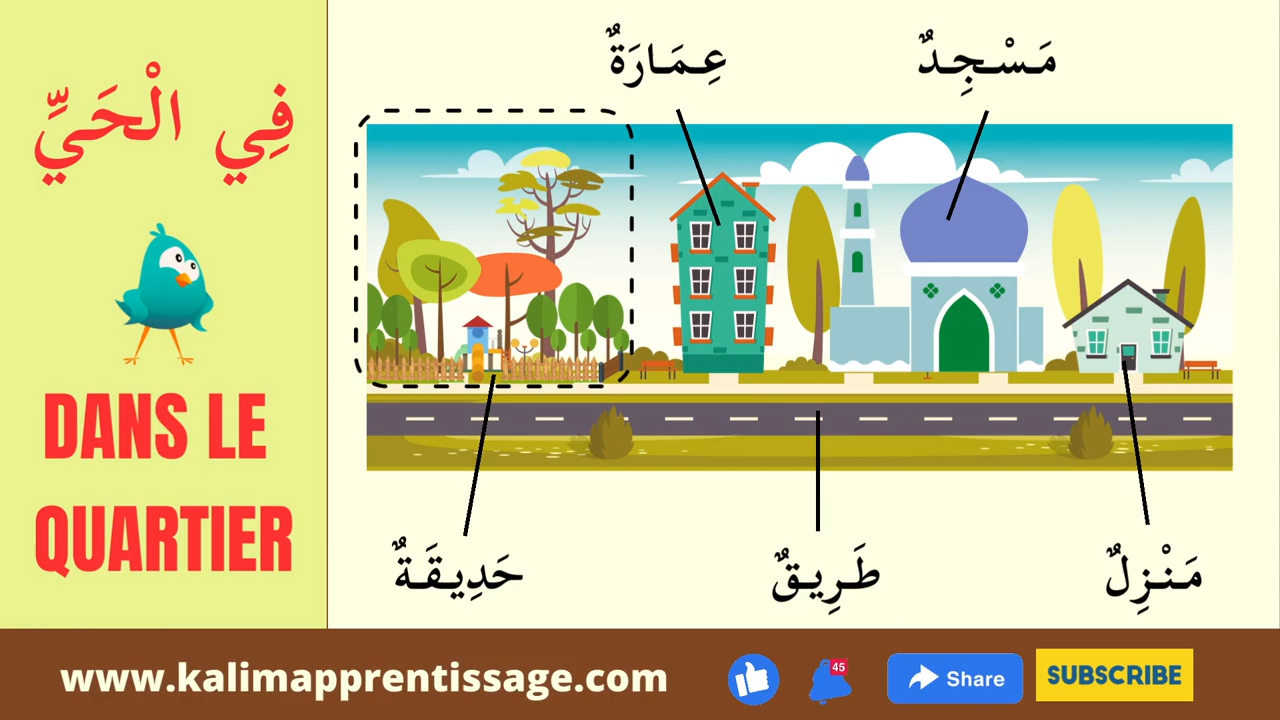 فِي الْحَيِّ
DANS LE
QUARTIER
عِمَارَةٌ
مَسْجِدٌ
حَدِيقَةٌ
طَرِيقٌ
مَنْزِلٌ
www.kalimapprentissage.com
45
Share
SUBSCRIBE